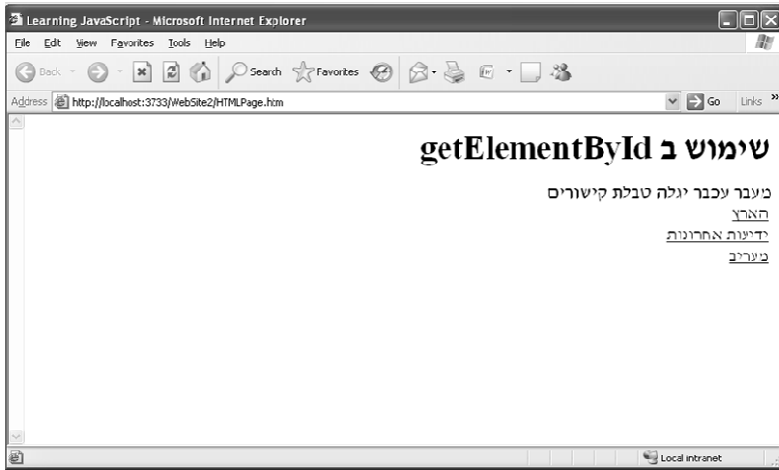 Learning JavaScript - Microsoft Internet Explorer
File Edit View Favorites Tools Help
Back Search Favorites
Address http://localhost:3733/WebSite2/HTMLPage.htm Go Links »
שימוש ב getElementById
מעבר עכבר יגלה טבלת קישורים
הארץ
ידיעות אחרונות
מעריב
Local intranet